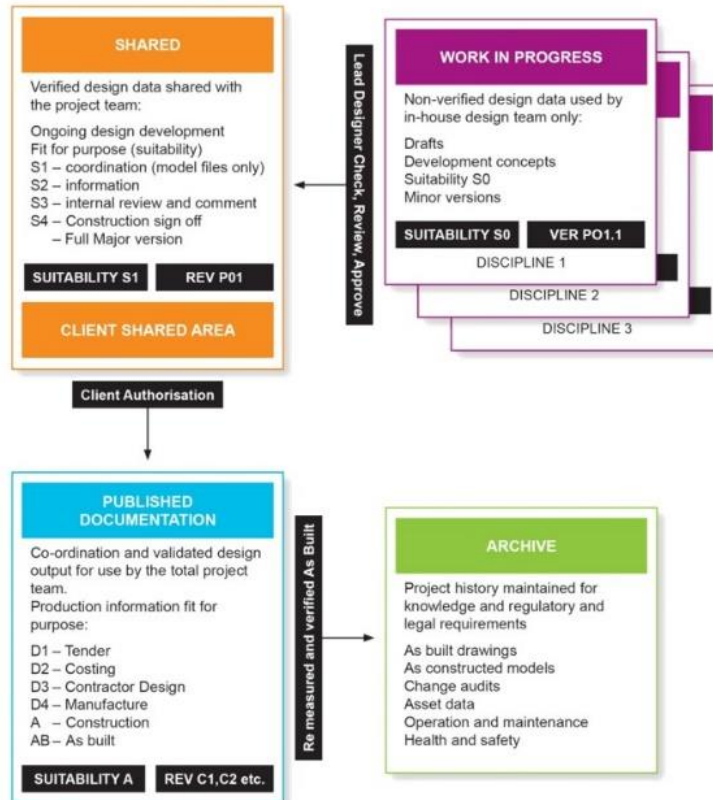 SHARED
Verified design data shared with
the project team:
Ongoing design development
Fit for purpose (suitability)
S1 – coordination (model files only)
S2 – information
S3 – internal review and comment
S4 – Construction sign off
– Full Major version
SUITABILITY S1
REV P01
CLIENT SHARED AREA
Lead Designer Check, Review, Approve
WORK IN PROGRESS
Non-verified design data used by
in-house design team only:
Drafts
Development concepts
Suitability S0
Minor versions
SUITABILITY S0
VER PO1.1
DISCIPLINE 1
DISCIPLINE 2
DISCIPLINE 3
Client Authorisation
PUBLISHED
DOCUMENTATION
Co-ordination and validated design
output for use by the total project
team.
Production information fit for
purpose:
D1 – Tender
D2 – Costing
D3 – Contractor Design
D4 – Manufacture
A – Construction
AB – As built
SUITABILITY A
REV C1,C2 etc.
Re measured and verified As Built
ARCHIVE
Project history maintained for
knowledge and regulatory and
legal requirements
As built drawings
As constructed models
Change audits
Asset data
Operation and maintenance
Health and safety